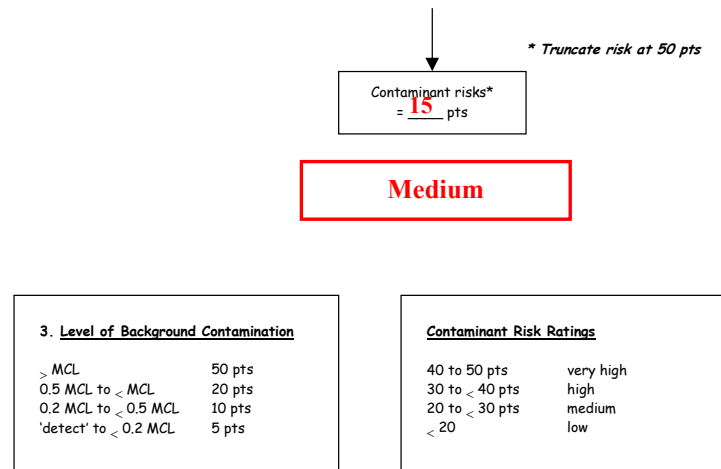 * Truncate risk at 50 pts
Contaminant risks*
= 15 pts
Medium
3. Level of Background Contamination
> MCL 50 pts
0.5 MCL to < MCL 20 pts
0.2 MCL to < 0.5 MCL 10 pts
'detect' to < 0.2 MCL 5 pts
Contaminant Risk Ratings
40 to 50 pts very high
30 to < 40 pts high
20 to < 30 pts medium
< 20 low